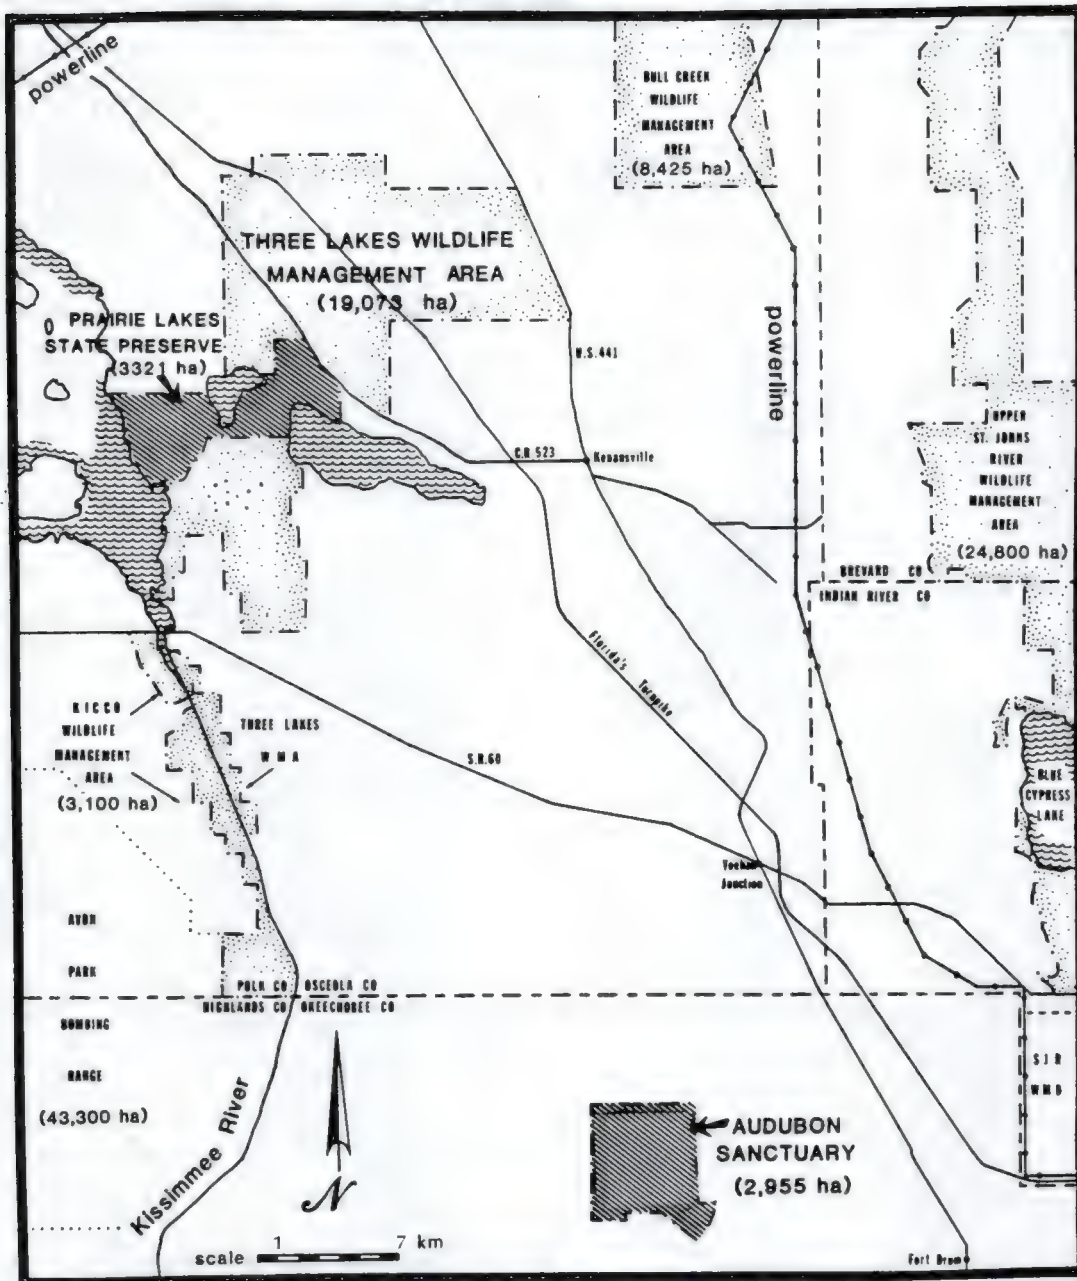 powerline
BULL CREEK
WILDLIFE
MANAGEMENT
AREA
(8,425 ha)
THREE LAKES WILDLIFE
MANAGEMENT AREA
(19,073 ha)
powerline
PRAIRIE LAKES
STATE PRESERVE
(3321 ha)
U.S.441
C.R.523
Kenansville
UPPER
ST. JOHNS
RIVER
WILDLIFE
MANAGEMENT
AREA
(24,800 ha)
BREVARD CO
INDIAN RIVER CO
Florida's
Turnpike
KICCO
WILDLIFE
MANAGEMENT
AREA
(3,100 ha)
THREE LAKES
W M A
S.R.60
BLUE
CYPRESS
LAKE
Yeehaw
Junction
AVON
PARK
BOMBING
RANGE
(43,300 ha)
POLK CO
OSCEOLA CO
HIGHLANDS CO
OKEECHOBEE CO
S J R
W M D
N
Kissimmee River
AUDUBON
SANCTUARY
(2,955 ha)
scale
1
7 km
Fort Drum